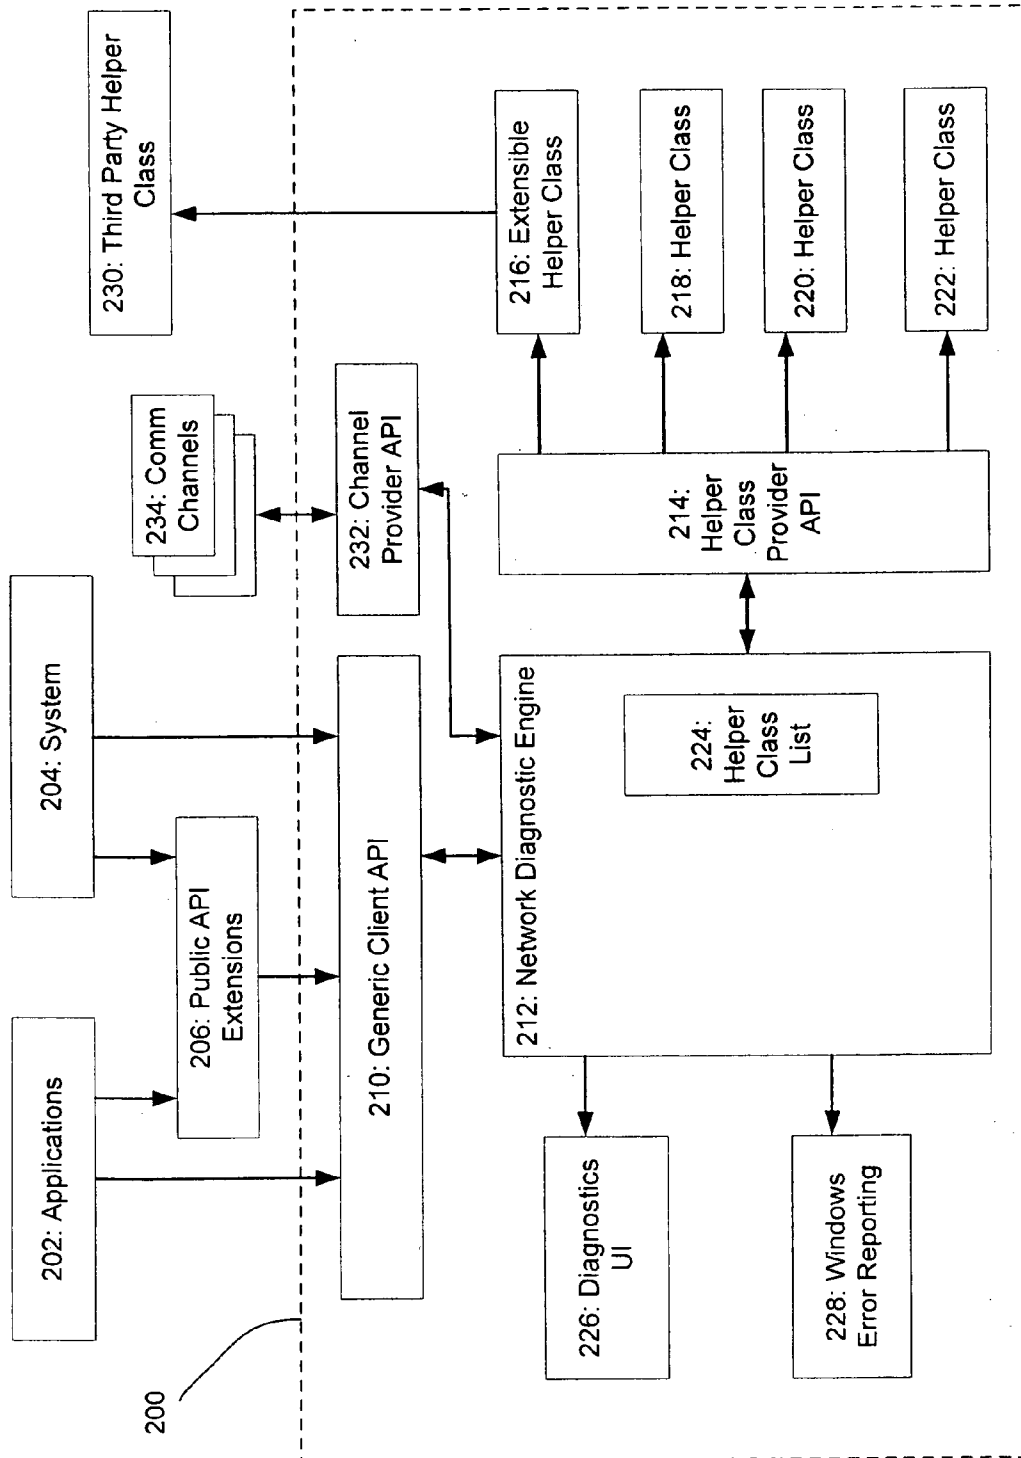 202: Applications
204: System
206: Public API
Extensions
234: Comm
Channels
230: Third Party Helper
Class
200
210: Generic Client API
232: Channel
Provider API
226: Diagnostics
UI
228: Windows
Error Reporting
212: Network Diagnostic Engine
224:
Helper
Class
List
214:
Helper
Class
Provider
API
216: Extensible
Helper Class
218: Helper Class
220: Helper Class
222: Helper Class